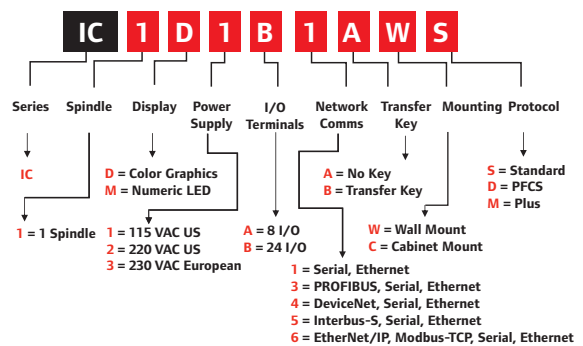 IC 1 D 1 B 1 A W S
Series Spindle Display Power Supply I/O Terminals Network Comms Transfer Key Mounting Protocol
IC
1 = 1 Spindle
D = Color Graphics
M = Numeric LED
1 = 115 VAC US
2 = 220 VAC US
3 = 230 VAC European
A = 8 I/O
B = 24 I/O
1 = Serial, Ethernet
3 = PROFIBUS, Serial, Ethernet
4 = DeviceNet, Serial, Ethernet
5 = Interbus-S, Serial, Ethernet
6 = EtherNet/IP, Modbus-TCP, Serial, Ethernet
A = No Key
B = Transfer Key
W = Wall Mount
C = Cabinet Mount
S = Standard
D = PFCS
M = Plus